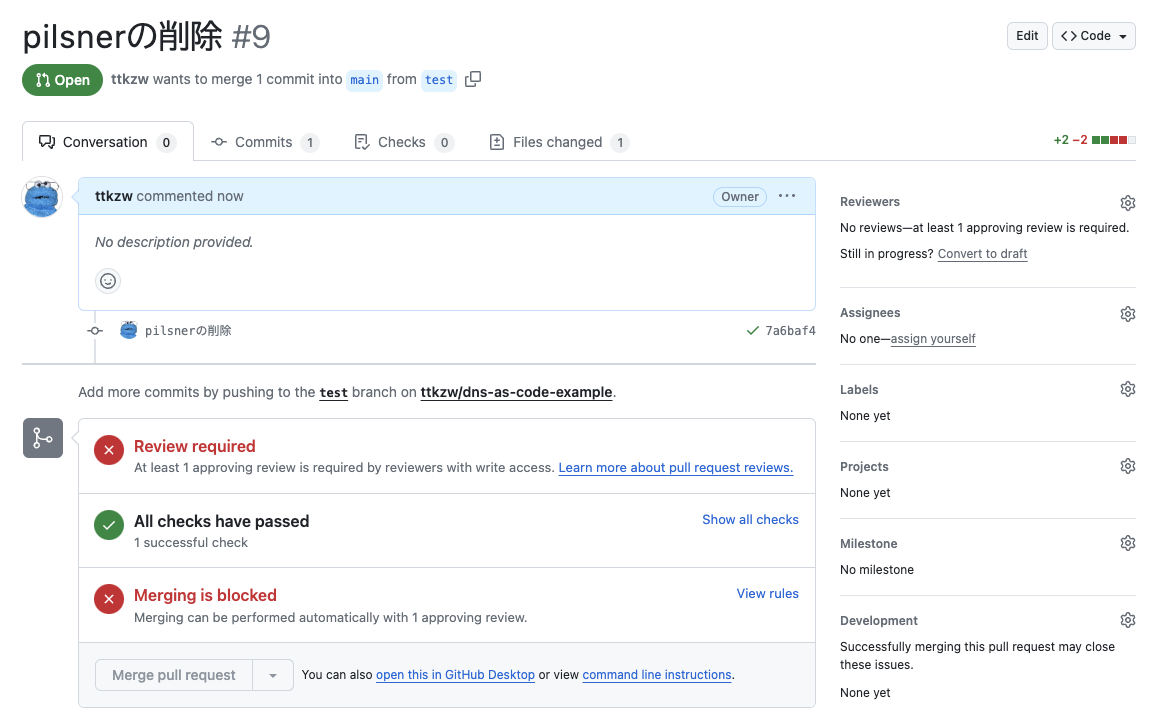 pilsnerの削除 #9
Edit
Code
Open
ttkzw wants to merge 1 commit into main from test
Conversation 0
Commits 1
Checks 0
Files changed 1
+2 −2
ttkzw commented now
Owner
No description provided.
pilsnerの削除
7a6baf4
Add more commits by pushing to the test branch on ttkzw/dns-as-code-example.
Review required
At least 1 approving review is required by reviewers with write access. Learn more about pull request reviews.
All checks have passed
Show all checks
1 successful check
Merging is blocked
View rules
Merging can be performed automatically with 1 approving review.
Merge pull request
You can also open this in GitHub Desktop or view command line instructions.
Reviewers
No reviews—at least 1 approving review is required.
Still in progress? Convert to draft
Assignees
No one—assign yourself
Labels
None yet
Projects
None yet
Milestone
No milestone
Development
Successfully merging this pull request may close
these issues.
None yet